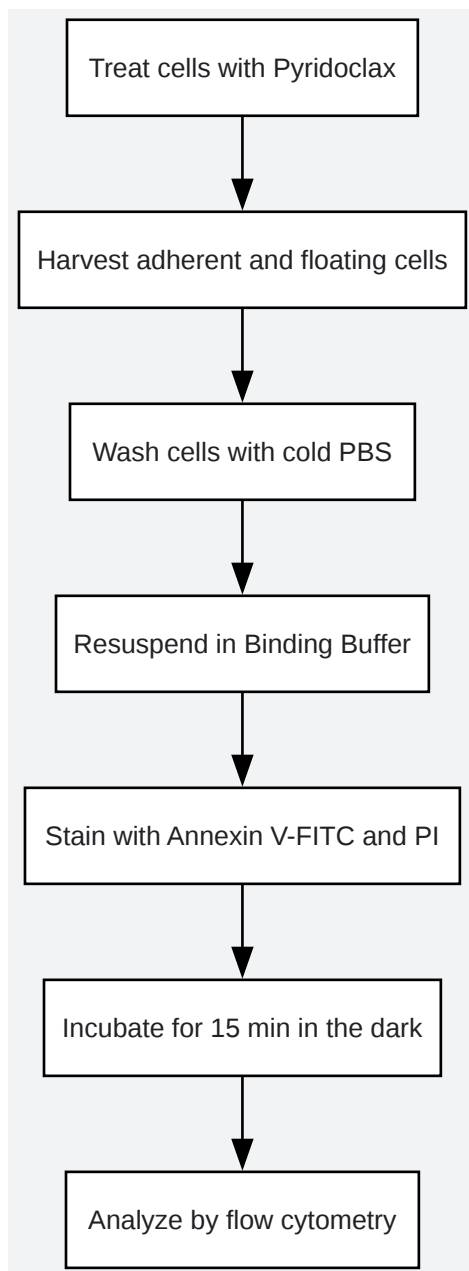 Treat cells with Pyridoclax
Harvest adherent and floating cells
Wash cells with cold PBS
Resuspend in Binding Buffer
Stain with Annexin V-FITC and PI
Incubate for 15 min in the dark
Analyze by flow cytometry